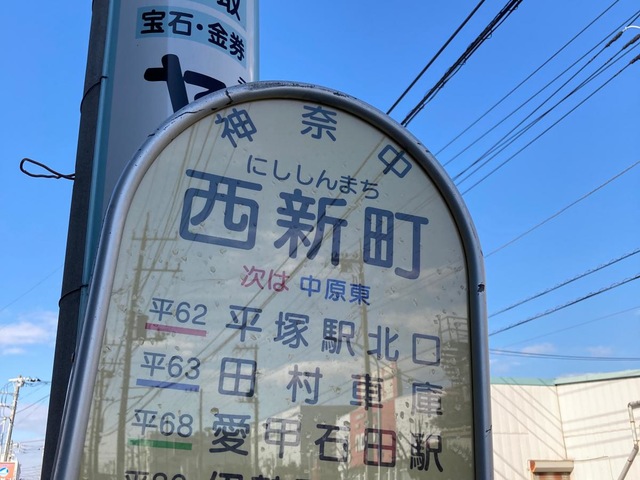 宝石・金券
神奈中
にししんまち
西新町
次は 中原東
平62 平塚駅北口
平63 田村車庫
平68 愛甲石田駅